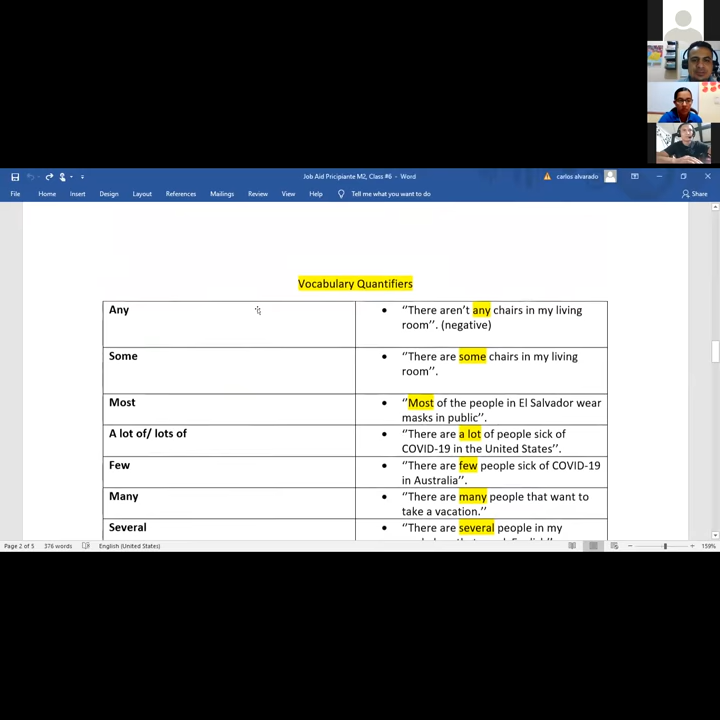 Job Aid Pricipiante M2, Class #6 - Word
carlos alvarado
File Home Insert Design Layout References Mailings Review View Help Tell me what you want to do Share
Vocabulary Quantifiers
Any
• ‘‘There aren’t any chairs in my living
room’’. (negative)
Some
• ‘‘There are some chairs in my living
room’’.
Most
• ‘‘Most of the people in El Salvador wear
masks in public’’.
A lot of/ lots of
• ‘‘There are a lot of people sick of
COVID-19 in the United States’’.
Few
• ‘‘There are few people sick of COVID-19
in Australia’’.
Many
• ‘‘There are many people that want to
take a vacation.’’
Several
• ‘‘There are several people in my
Page 2 of 5 376 words English (United States) 159%